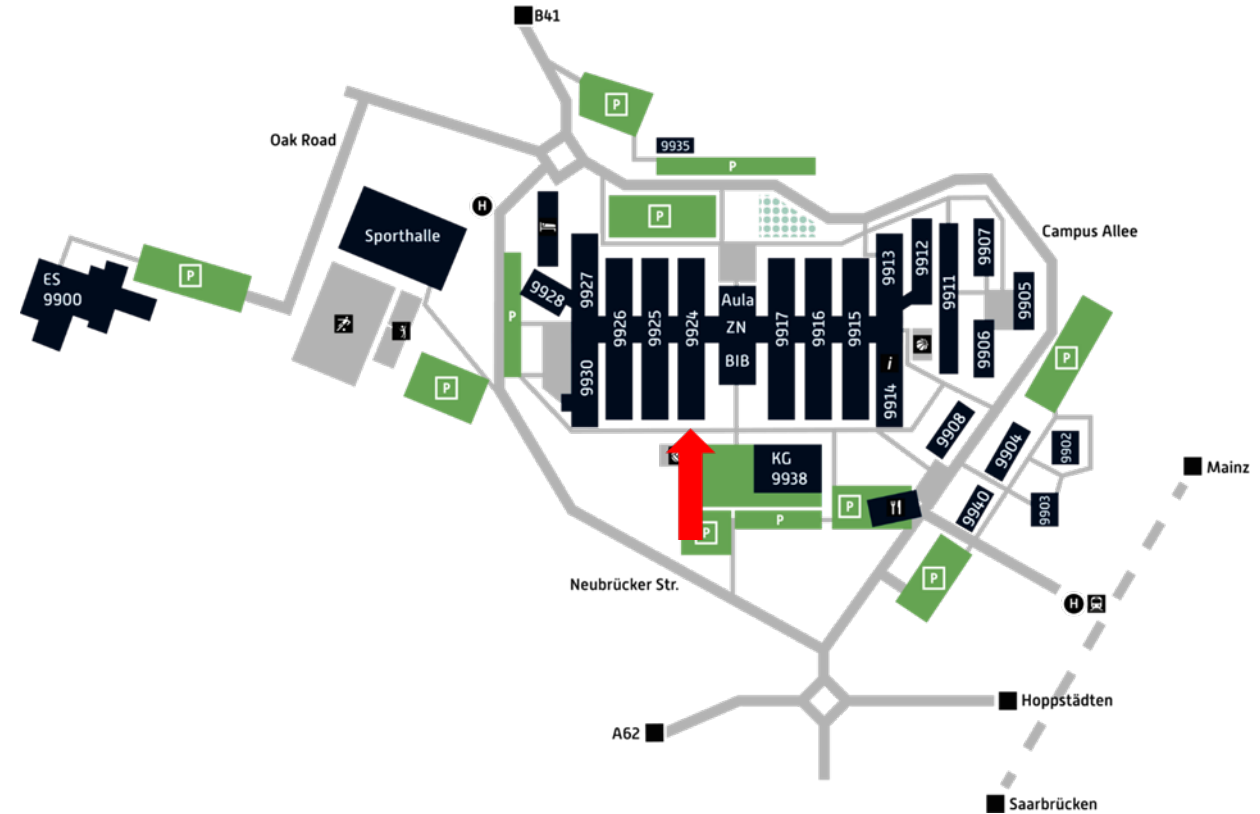 B41
P
9935
P
Oak Road
H
P
Sporthalle
Campus Allee
ES
9900
P
9928
9927
9926
9925
9924
Aula
ZN
BIB
9917
9916
9915
9913
9912
9911
9907
9905
9906
P
P
P
9930
i
9914
9908
9904
9902
9903
9940
KG
9938
P
P
P
P
Neubrücker Str.
H
Mainz
Hoppstädten
A62
Saarbrücken